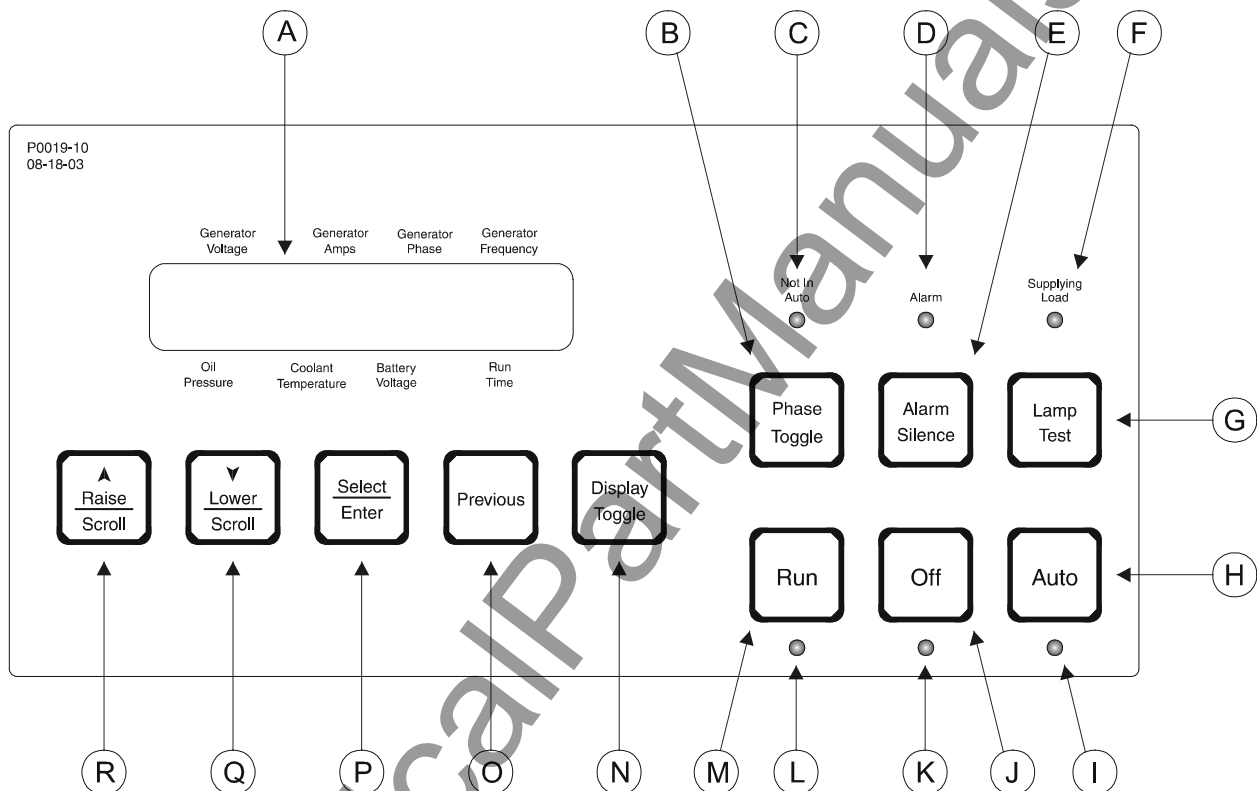 A
B
C
D
E
F
P0019-10
08-18-03
Generator
Voltage
Generator
Amps
Generator
Phase
Generator
Frequency
Not In
Auto
Alarm
Supplying
Load
Oil
Pressure
Coolant
Temperature
Battery
Voltage
Run
Time
Phase
Toggle
Alarm
Silence
Lamp
Test
G
Raise
Scroll
Lower
Scroll
Select
Enter
Previous
Display
Toggle
Run
Off
Auto
H
R
Q
P
O
N
M
L
K
J
I
calPartManuals